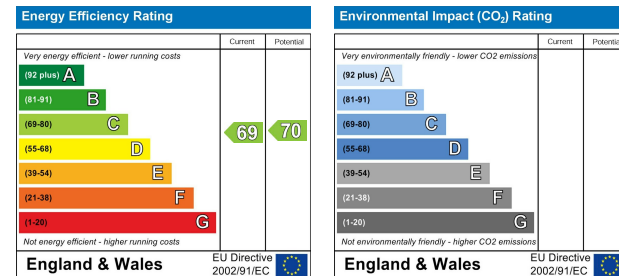 Energy Efficiency Rating
Current Potential
Very energy efficient - lower running costs
(92 plus) A
(81-91) B
(69-80) C
(55-68) D
(39-54) E
(21-38) F
(1-20) G
69 70
Not energy efficient - higher running costs
England & Wales
EU Directive
2002/91/EC
Environmental Impact (CO₂) Rating
Current Potentia
Very environmentally friendly - lower CO2 emissions
(92 plus) A
(81-91) B
(69-80) C
(55-68) D
(39-54) E
(21-38) F
(1-20) G
Not environmentally friendly - higher CO2 emissions
England & Wales
EU Directive
2002/91/EC